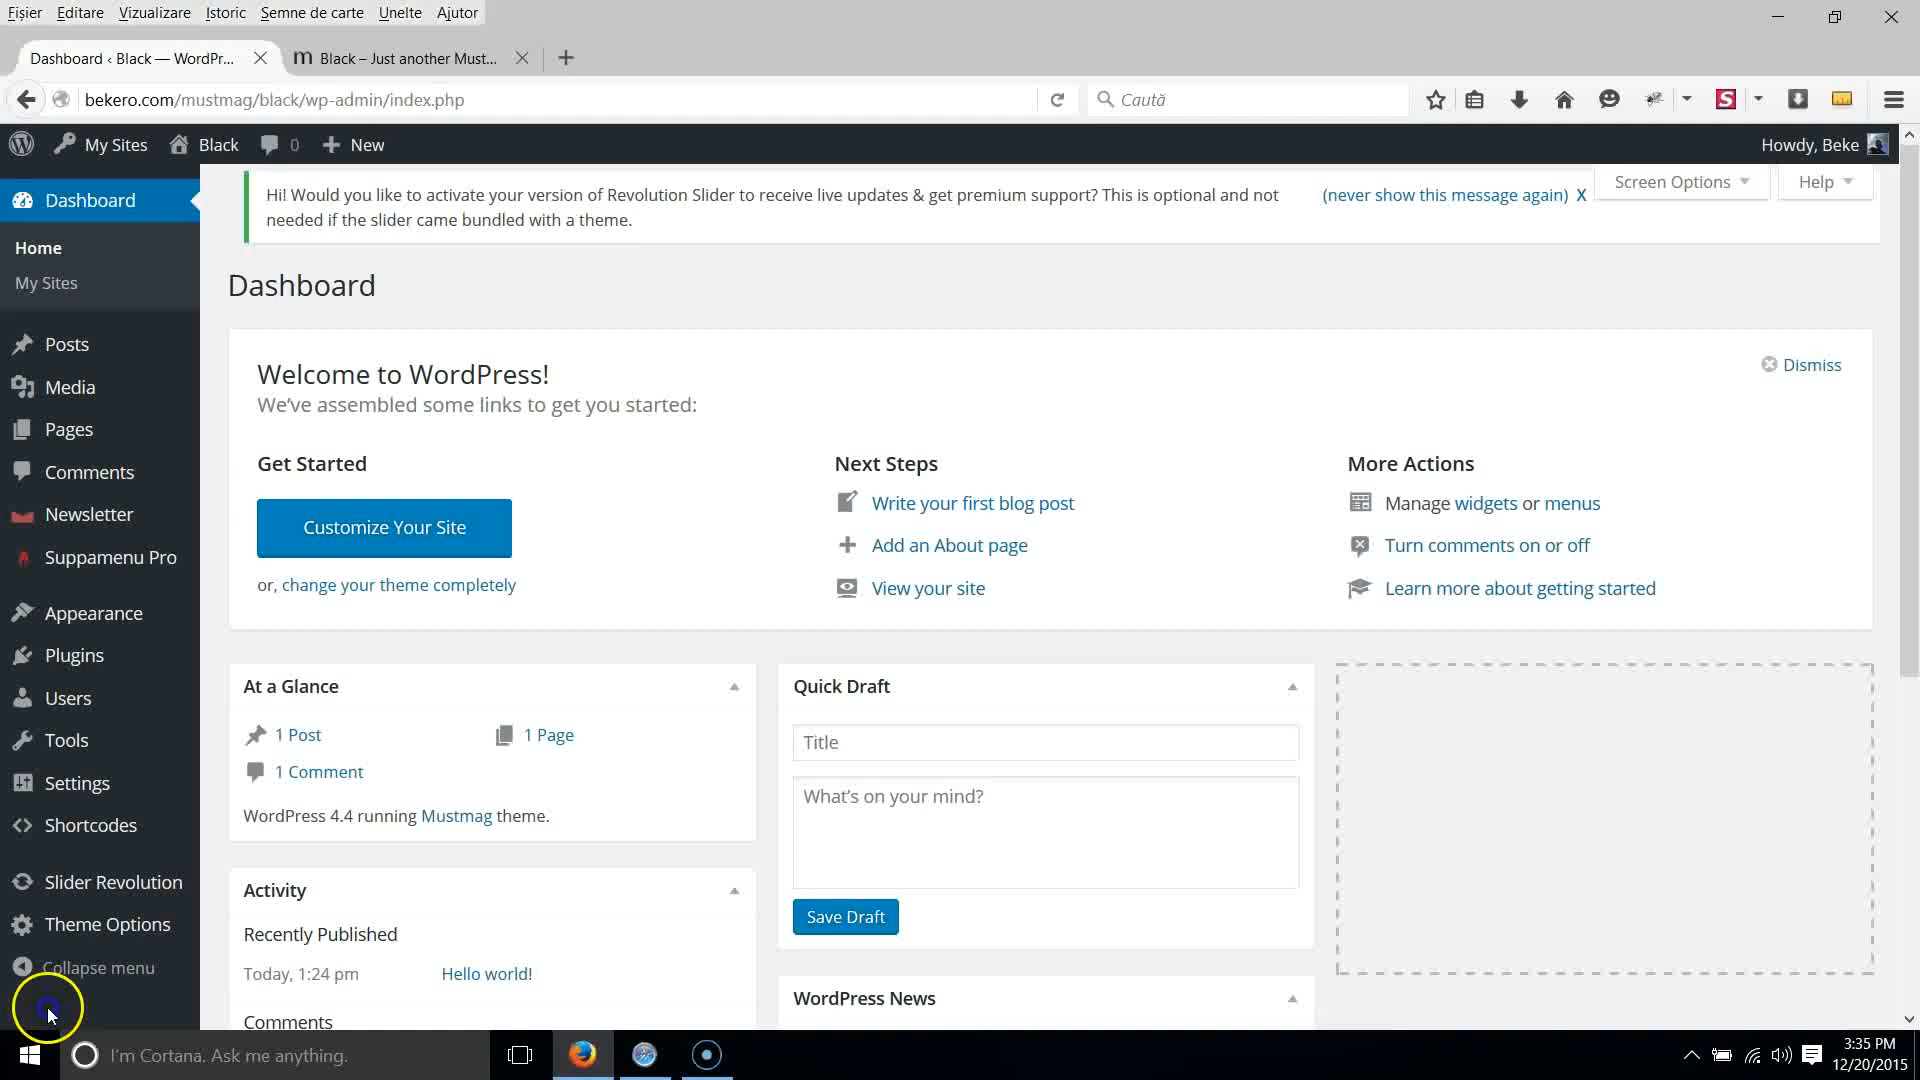 Fișier Editare Vizualizare Istoric Semne de carte Unelte Ajutor
Dashboard ‹ Black — WordPr...
m Black – Just another Must...
bekero.com/mustmag/black/wp-admin/index.php
Caută
S
My Sites
Black
0
New
Howdy, Beke
Dashboard
Home
My Sites
Posts
Media
Pages
Comments
Newsletter
Suppamenu Pro
Appearance
Plugins
Users
Tools
Settings
Shortcodes
Slider Revolution
Theme Options
Collapse menu
Hi! Would you like to activate your version of Revolution Slider to receive live updates & get premium support? This is optional and not
needed if the slider came bundled with a theme.
(never show this message again) X
Screen Options
Help
Dashboard
Welcome to WordPress!
We've assembled some links to get you started:
Dismiss
Get Started
Customize Your Site
or, change your theme completely
Next Steps
Write your first blog post
Add an About page
View your site
More Actions
Manage widgets or menus
Turn comments on or off
Learn more about getting started
At a Glance
1 Post
1 Page
1 Comment
WordPress 4.4 running Mustmag theme.
Activity
Recently Published
Today, 1:24 pm
Hello world!
Comments
Quick Draft
Title
What's on your mind?
Save Draft
WordPress News
I'm Cortana. Ask me anything.
3:35 PM
12/20/2015